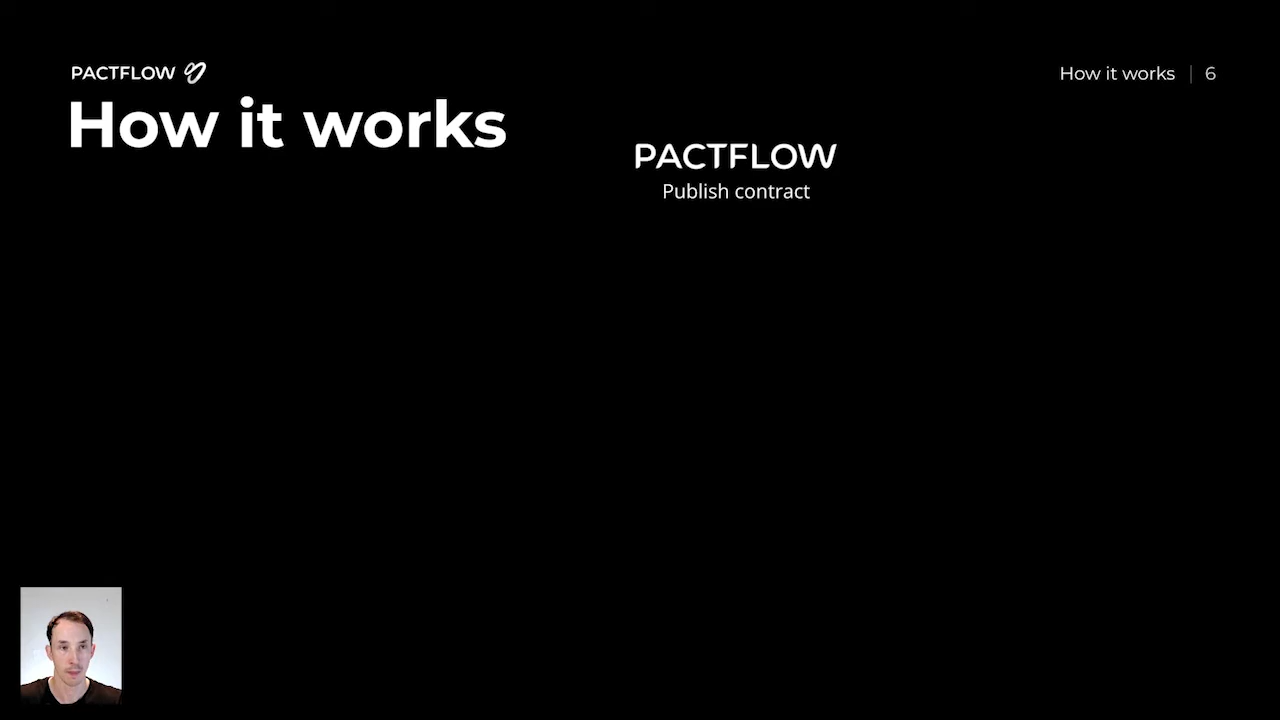 PACTFLOW
How it works | 6
How it works
PACTFLOW
Publish contract